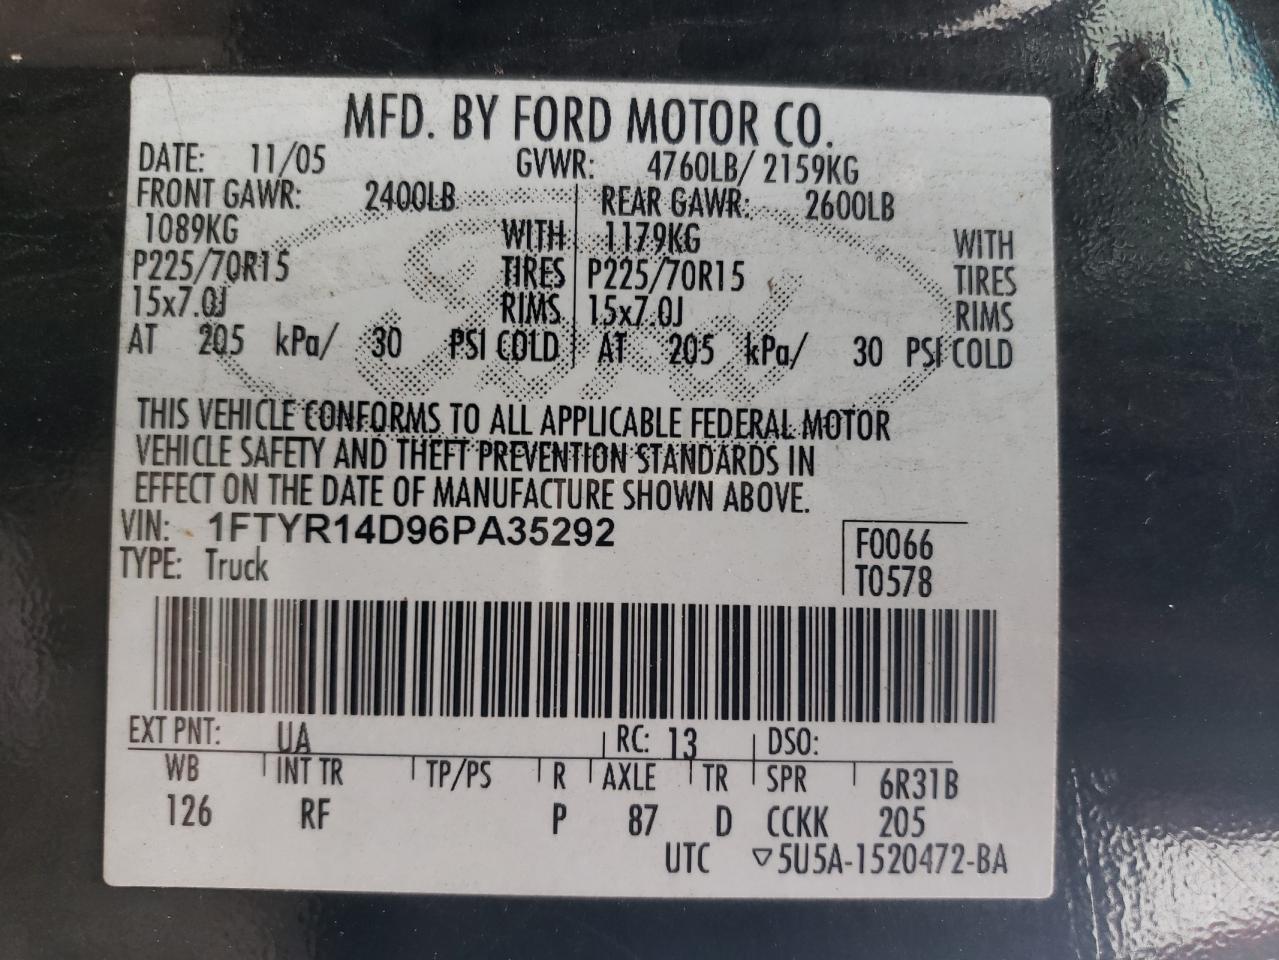 MFD. BY FORD MOTOR CO.
DATE: 11/05 GVWR: 4760LB/ 2159KG
FRONT GAWR: 2400LB REAR GAWR: 2600LB
1089KG WITH 1179KG WITH
P225/70R15 TIRES P225/70R15 TIRES
15x7.0J RIMS 15x7.0J RIMS
AT 205 kPa/ 30 PSI COLD AT 205 kPa/ 30 PSI COLD
THIS VEHICLE CONFORMS TO ALL APPLICABLE FEDERAL MOTOR
VEHICLE SAFETY AND THEFT PREVENTION STANDARDS IN
EFFECT ON THE DATE OF MANUFACTURE SHOWN ABOVE.
VIN: 1FTYR14D96PA35292 F0066
TYPE: Truck T0578
EXT PNT: UA RC: 13 DSO:
WB INT TR TP/PS R AXLE TR SPR 6R31B
126 RF P 87 D CCKK 205
UTC ▽5U5A-1520472-BA